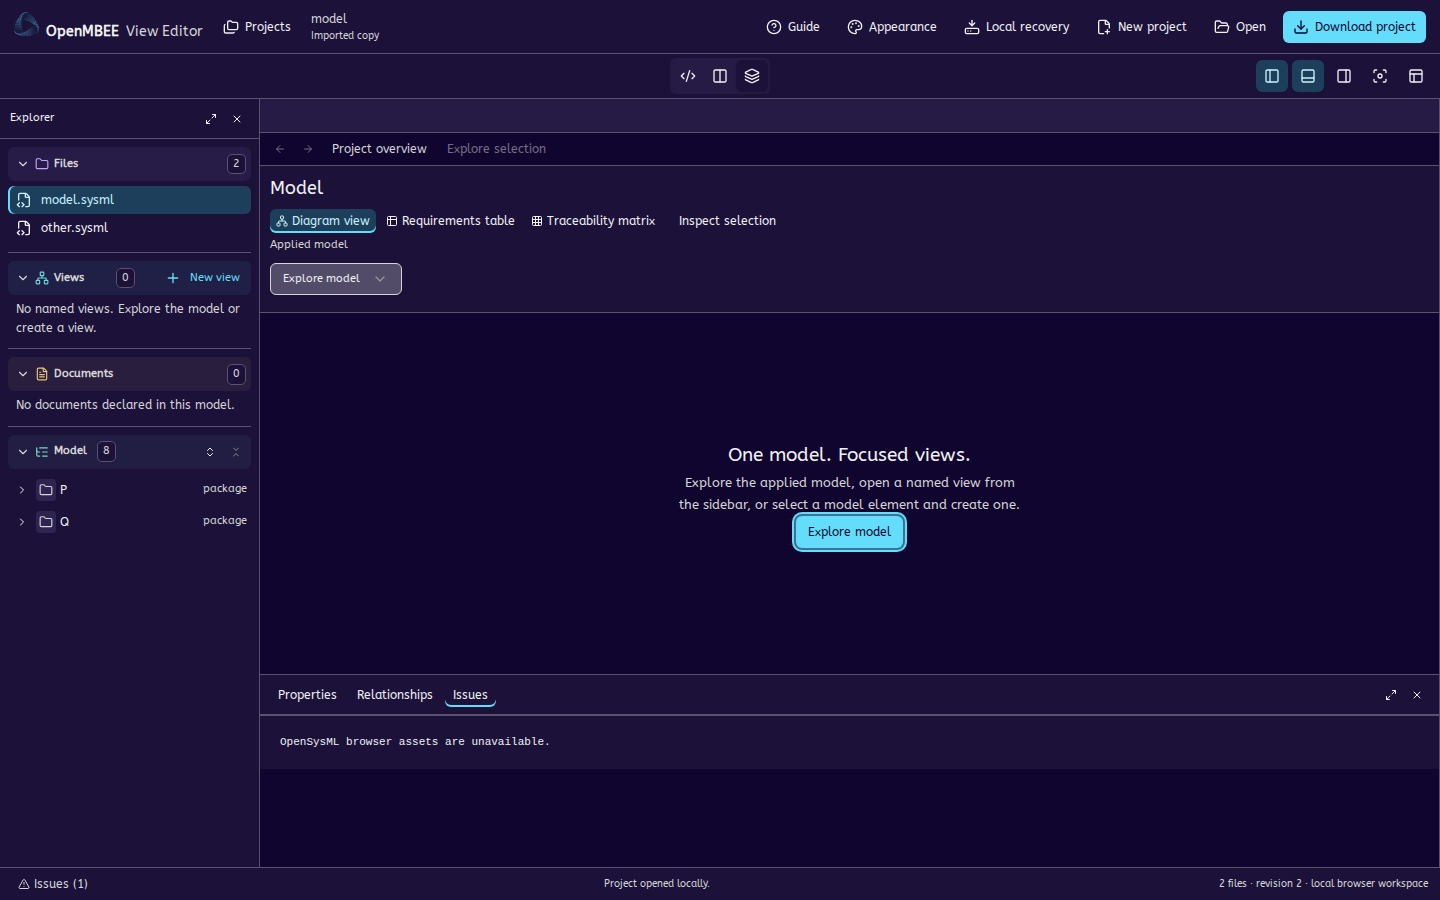 OpenMBEE View Editor
Projects
model
Imported copy
Guide
Appearance
Local recovery
New project
Open
Download project
Explorer
Files
2
model.sysml
other.sysml
Views
0
New view
No named views. Explore the model or
create a view.
Documents
0
No documents declared in this model.
Model
8
P
package
Q
package
Project overview
Explore selection
Model
Diagram view
Requirements table
Traceability matrix
Inspect selection
Applied model
Explore model
One model. Focused views.
Explore the applied model, open a named view from
the sidebar, or select a model element and create one.
Explore model
Properties
Relationships
Issues
OpenSysML browser assets are unavailable.
Issues (1)
Project opened locally.
2 files · revision 2 · local browser workspace